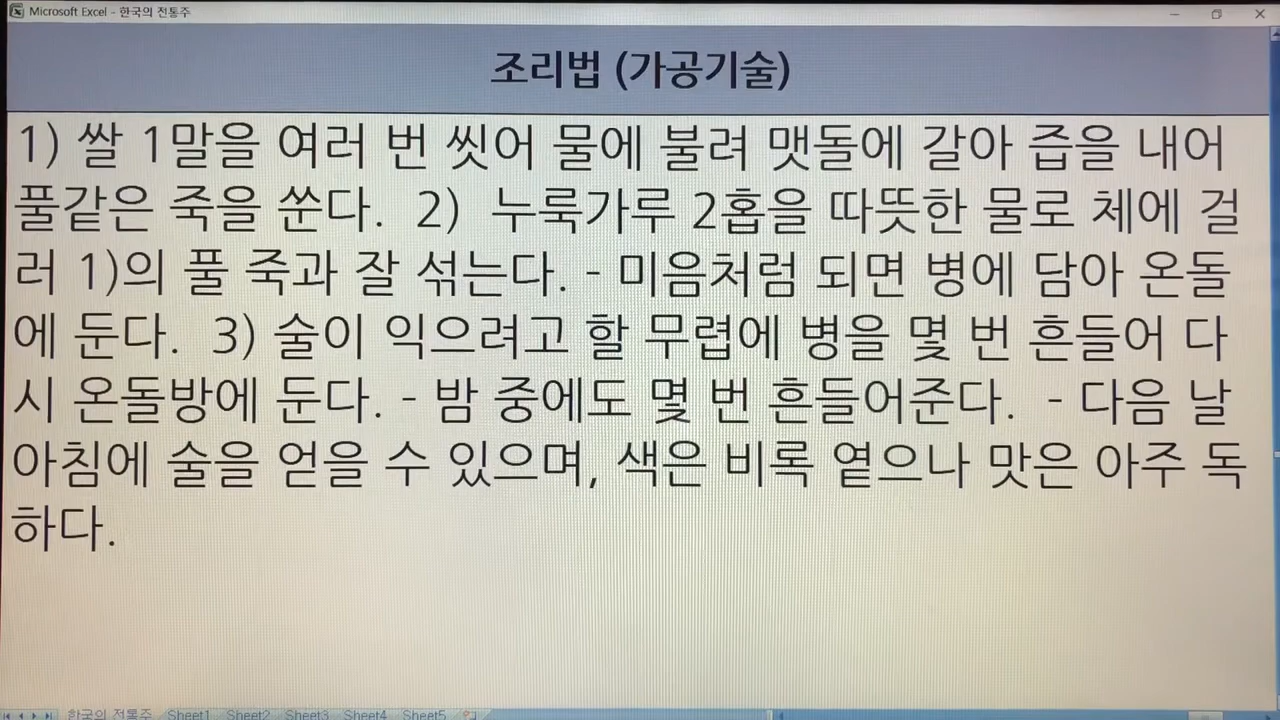 Microsoft Excel - 한국의 전통주
조리법 (가공기술)
1) 쌀 1말을 여러 번 씻어 물에 불려 맷돌에 갈아 즙을 내어
풀같은 죽을 쑨다. 2) 누룩가루 2홉을 따뜻한 물로 체에 걸
러 1)의 풀 죽과 잘 섞는다. - 미음처럼 되면 병에 담아 온돌
에 둔다. 3) 술이 익으려고 할 무렵에 병을 몇 번 흔들어 다
시 온돌방에 둔다. - 밤 중에도 몇 번 흔들어준다. - 다음 날
아침에 술을 얻을 수 있으며, 색은 비록 옅으나 맛은 아주 독
하다.
한국의 전통주 Sheet1 Sheet2 Sheet3 Sheet4 Sheet5